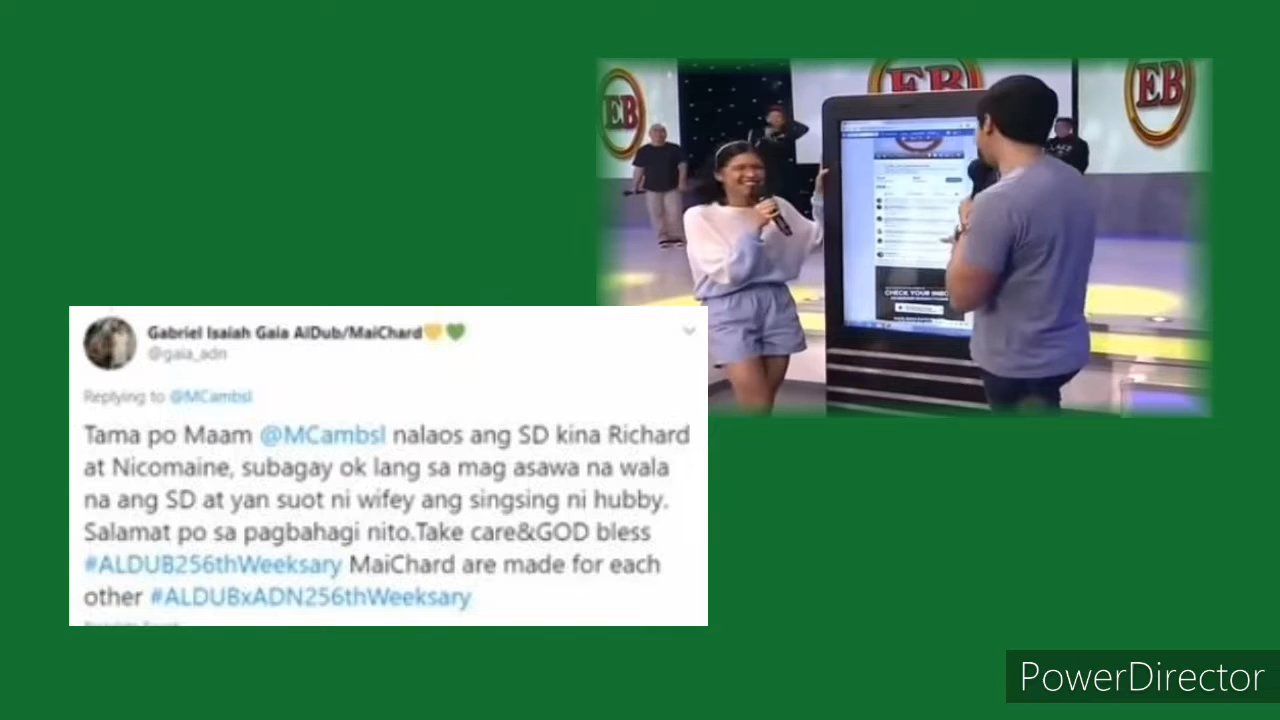 EB
EB
EB
CHECK YOUR INBO
Gabriel Isaiah Gaia AlDub/MaiChard💛💚
@gaia_adn
Replying to @MCambsl
Tama po Maam @MCambsl nalaos ang SD kina Richard
at Nicomaine, subagay ok lang sa mag asawa na wala
na ang SD at yan suot ni wifey ang singsing ni hubby.
Salamat po sa pagbahagi nito.Take care&GOD bless
#ALDUB256thWeeksary MaiChard are made for each
other #ALDUBxADN256thWeeksary
PowerDirector